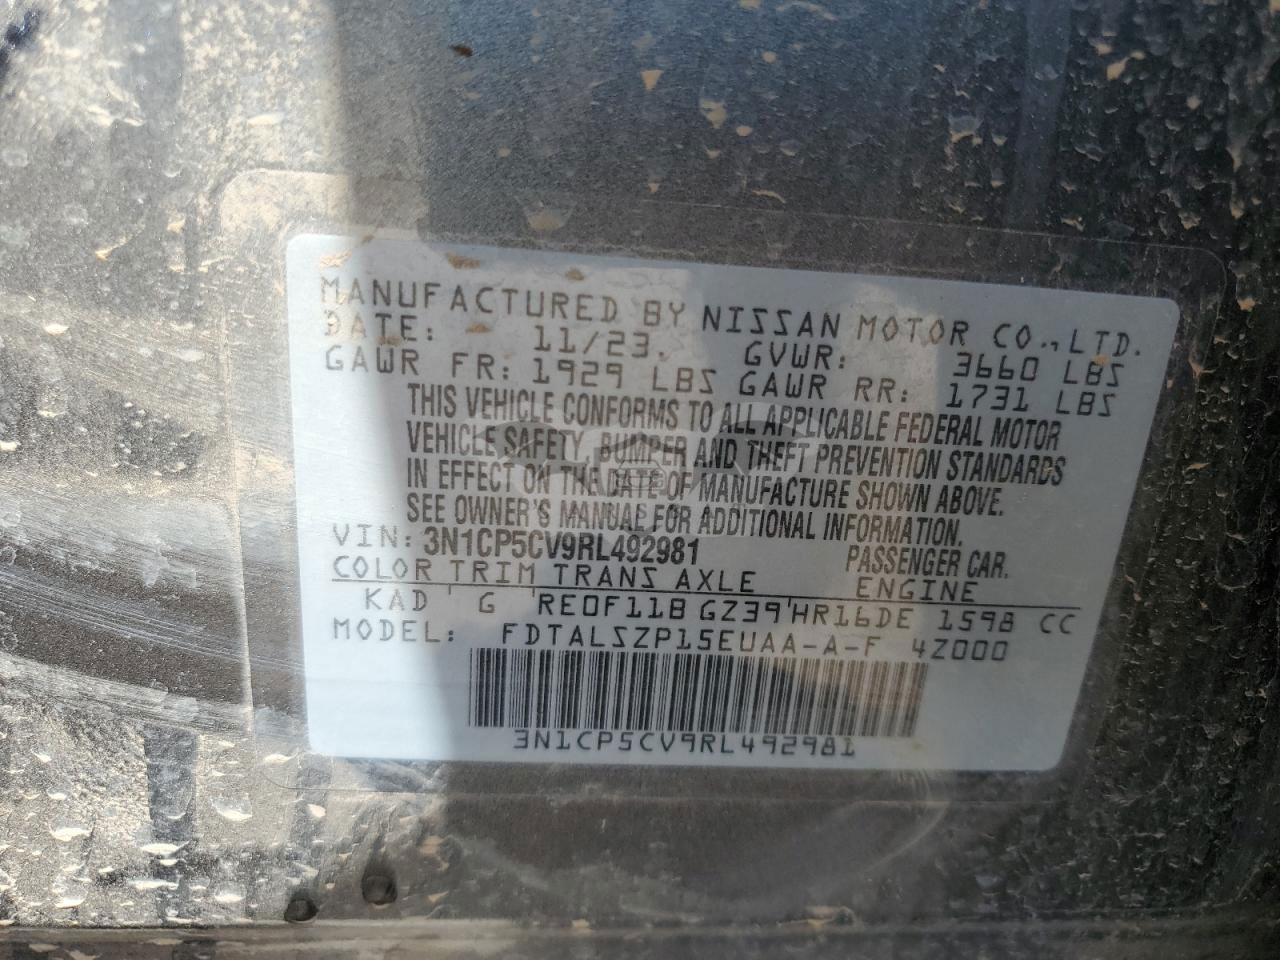 MANUFACTURED BY NISSAN MOTOR CO., LTD.
DATE: 11/23. GVWR: 3660 LBS
GAWR FR: 1929 LBS GAWR RR: 1731 LBS
THIS VEHICLE CONFORMS TO ALL APPLICABLE FEDERAL MOTOR
VEHICLE SAFETY, BUMPER AND THEFT PREVENTION STANDARDS
IN EFFECT ON THE DATE OF MANUFACTURE SHOWN ABOVE.
SEE OWNER'S MANUAL FOR ADDITIONAL INFORMATION.
VIN: 3N1CP5CV9RL492981 PASSENGER CAR.
COLOR TRIM TRANS AXLE ENGINE
KAD ' G ' RE0F11B GZ39'HR16DE 1598 CC
MODEL: FDTALSZP15EUAA-A-F 4Z000
3N1CP5CV9RL492981